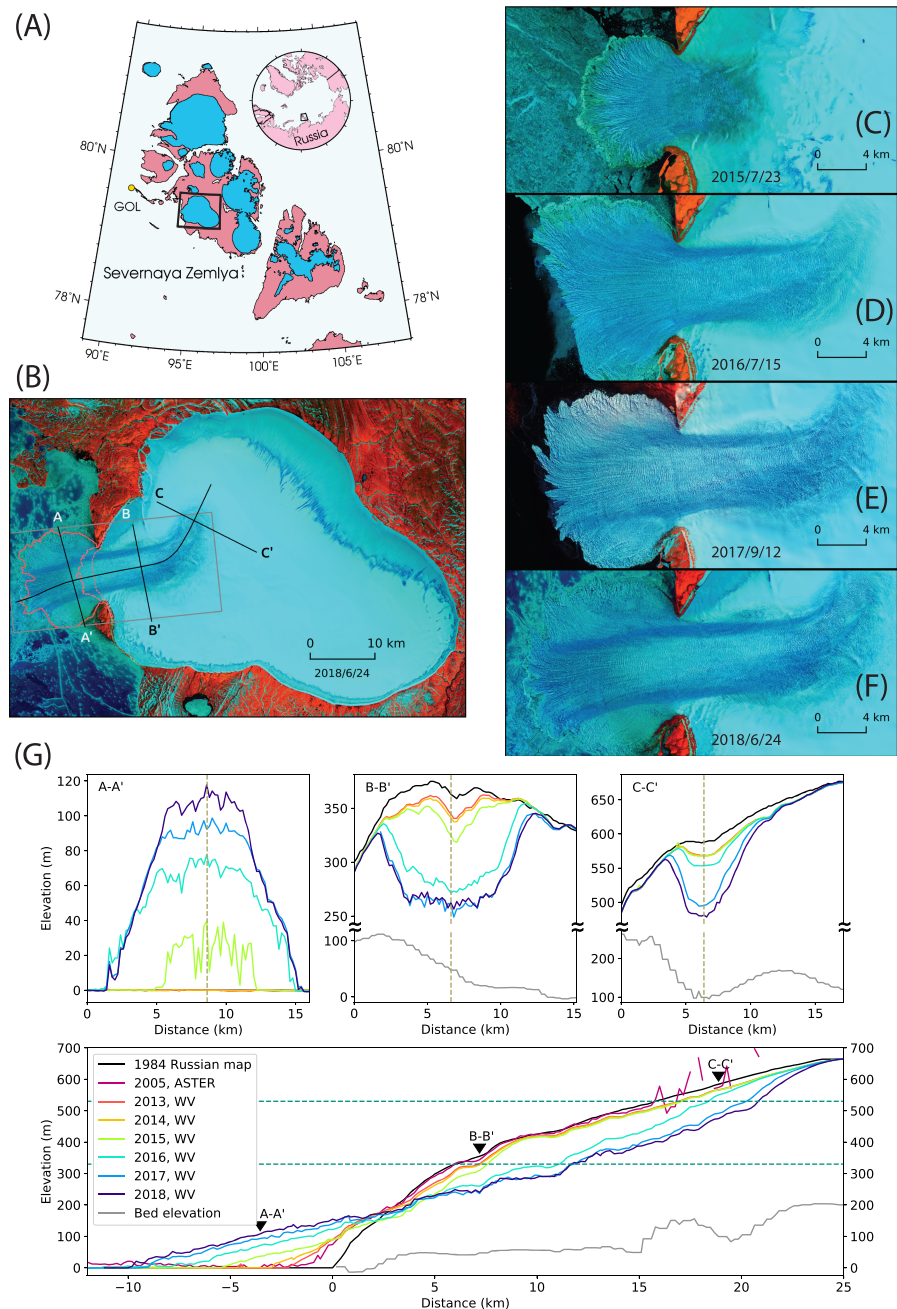 (A)
80˚N
78˚N
80˚N
78˚N
90˚E
95˚E
100˚E
105˚E
GOL
Severnaya Zemlya
Russia
(B)
A
B
C
C'
A'
B'
0 10 km
2018/6/24
(C)
2015/7/23
0 4 km
(D)
2016/7/15
0 4 km
(E)
2017/9/12
0 4 km
(F)
2018/6/24
0 4 km
(G)
A-A'
Elevation (m)
120
100
80
60
40
20
0
0 5 10 15
Distance (km)
B-B'
350
300
250
100
0
0 5 10 15
Distance (km)
C-C'
650
600
550
500
200
100
0 5 10 15
Distance (km)
Elevation (m)
700
600
500
400
300
200
100
0
1984 Russian map
2005, ASTER
2013, WV
2014, WV
2015, WV
2016, WV
2017, WV
2018, WV
Bed elevation
A-A'
B-B'
C-C'
700
600
500
400
300
200
100
0
−10 −5 0 5 10 15 20 25
Distance (km)